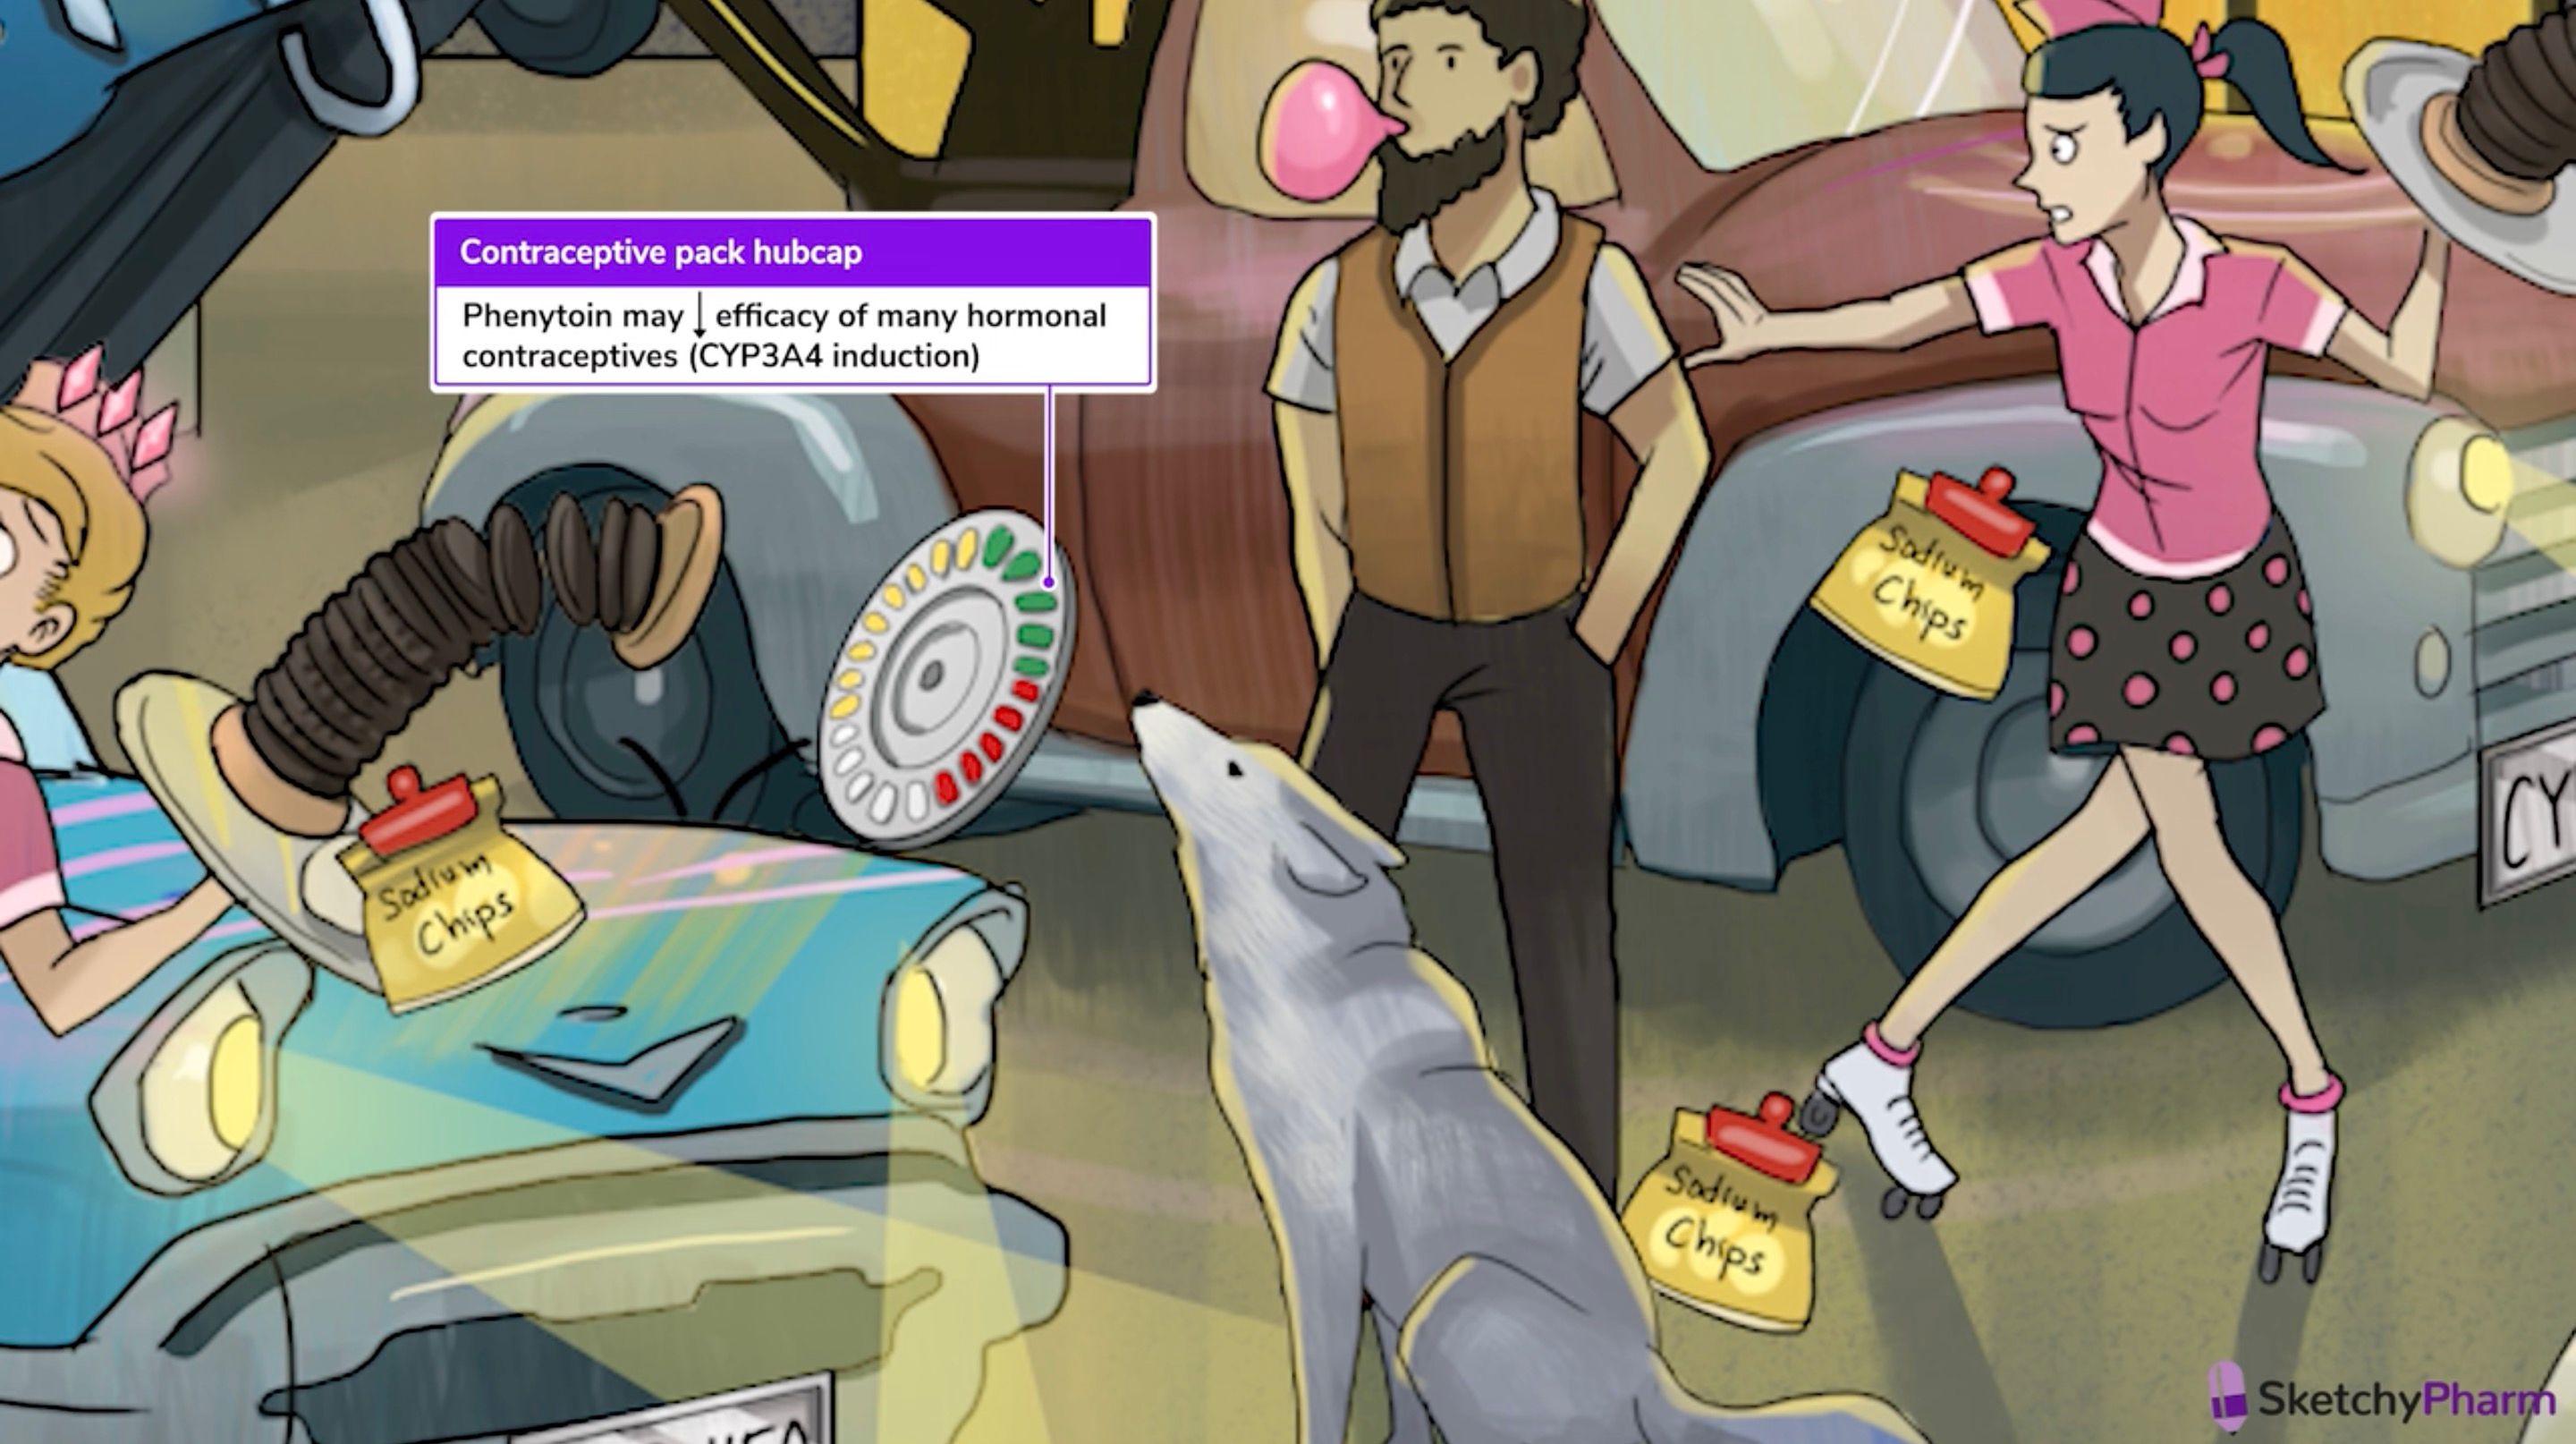 Contraceptive pack hubcap
Phenytoin may ↓ efficacy of many hormonal
contraceptives (CYP3A4 induction)
Sodium
Chips
Sodium
Chips
CY
Sodium
Chips
SketchyPharm